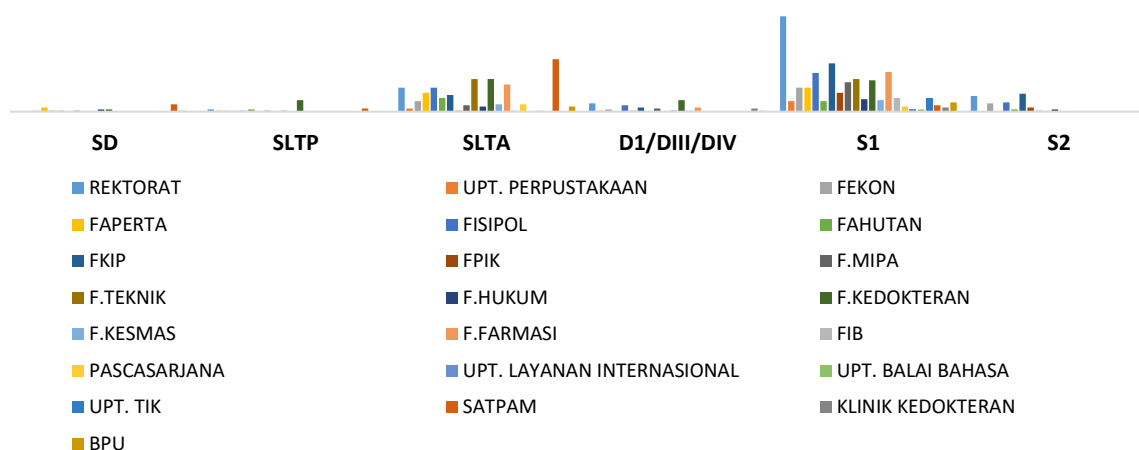 SD SLTP SLTA D1/DIII/DIV S1 S2
REKTORAT UPT. PERPUSTAKAAN FEKON
FAPERTA FISIPOL FAHUTAN
FKIP FPIK F.MIPA
F.TEKNIK F.HUKUM F.KEDOKTERAN
F.KESMAS F.FARMASI FIB
PASCASARJANA UPT. LAYANAN INTERNASIONAL UPT. BALAI BAHASA
UPT. TIK SATPAM KLINIK KEDOKTERAN
BPU